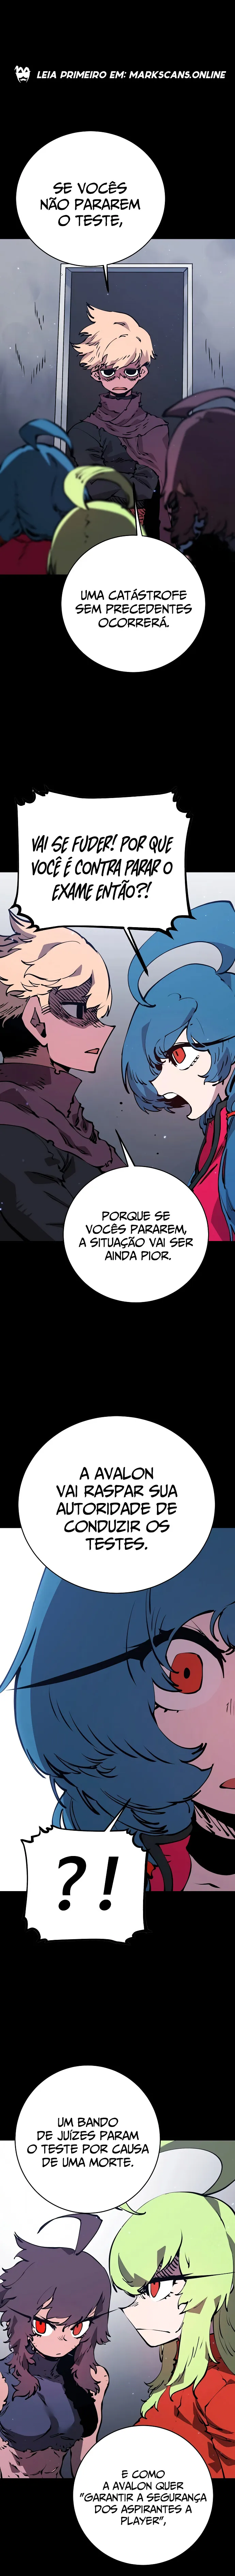 LEIA PRIMEIRO EM: MARKSCANS.ONLINE
SE VOCÊS
NÃO PARAREM
O TESTE,
UMA CATÁSTROFE
SEM PRECEDENTES
OCORRERÁ.
VAI SE FUDER! POR QUE
VOCÊ É CONTRA PARAR O
EXAME ENTÃO?!
PORQUE SE
VOCÊS PARAREM,
A SITUAÇÃO VAI SER
AINDA PIOR.
A AVALON
VAI RASPAR SUA
AUTORIDADE DE
CONDUZIR OS
TESTES.
?!
UM BANDO
DE JUÍZES PARAM
O TESTE POR CAUSA
DE UMA MORTE.
E COMO
A AVALON QUER
"GARANTIR A SEGURANÇA
DOS ASPIRANTES A
PLAYER",